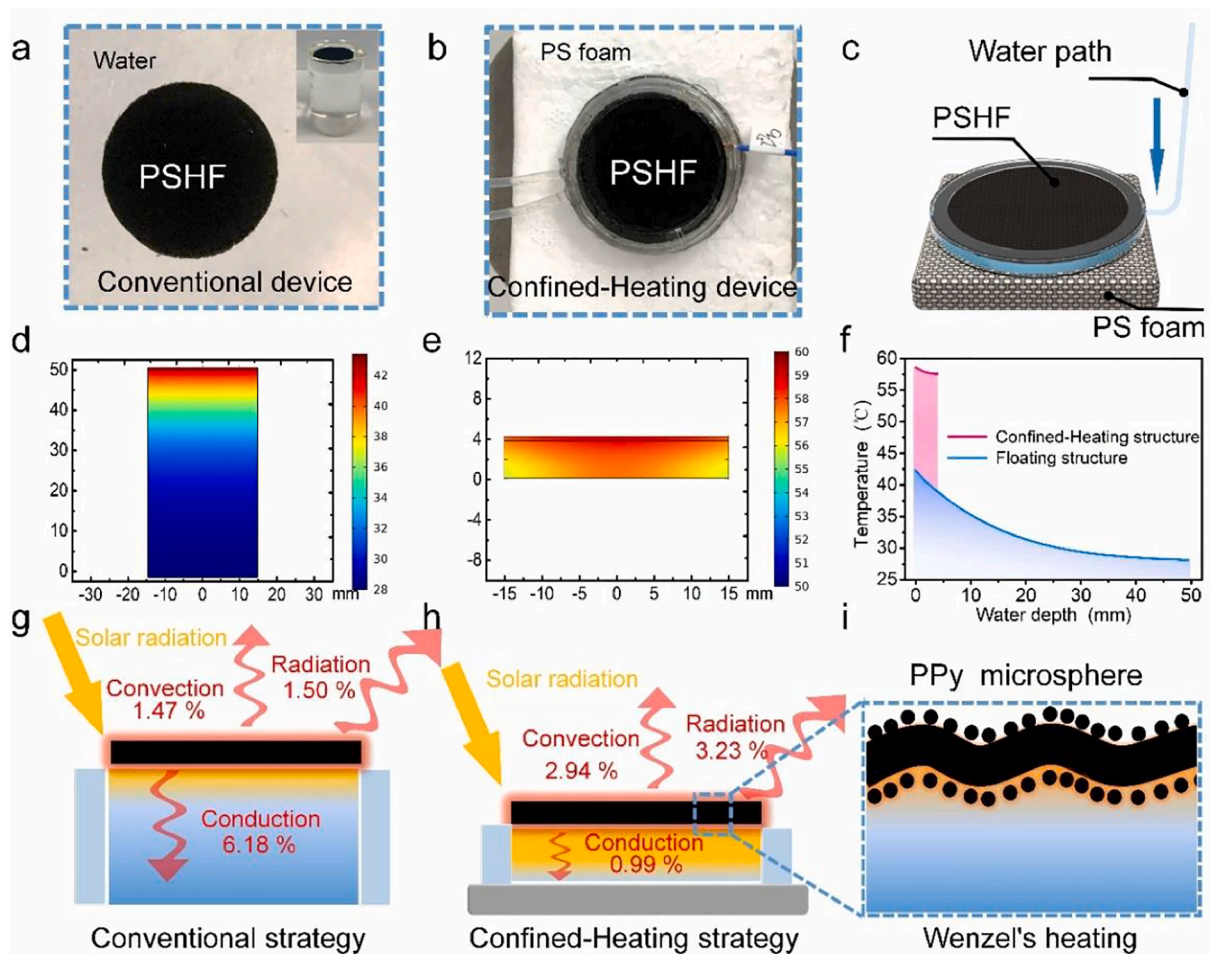 a
Water
PSHF
Conventional device
b
PS foam
PSHF
Confined-Heating device
c
Water path
PSHF
PS foam
d
50
40
30
20
10
0
-30
-20
-10
0
10
20
30
mm
42
40
38
36
34
32
30
28
e
12
8
4
0
-4
-8
-15
-10
-5
0
5
10
15
mm
60
59
58
57
56
55
54
53
52
51
50
f
Temperature (℃)
60
55
50
45
40
35
30
25
Confined-Heating structure
Floating structure
0
10
20
30
40
50
Water depth (mm)
g
Solar radiation
Convection
1.47 %
Radiation
1.50 %
Conduction
6.18 %
Conventional strategy
h
Solar radiation
Convection
2.94 %
Radiation
3.23 %
Conduction
0.99 %
Confined-Heating strategy
i
PPy microsphere
Wenzel's heating